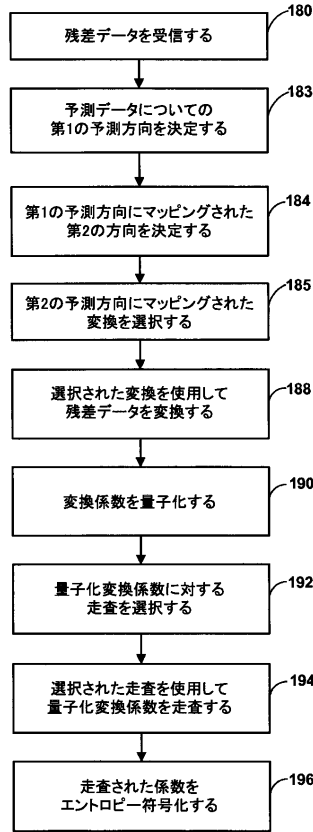 残差データを受信する
180
予測データについての
第1の予測方向を決定する
183
第1の予測方向にマッピングされた
第2の方向を決定する
184
第2の予測方向にマッピングされた
変換を選択する
185
選択された変換を使用して
残差データを変換する
188
変換係数を量子化する
190
量子化変換係数に対する
走査を選択する
192
選択された走査を使用して
量子化変換係数を走査する
194
走査された係数を
エントロピー符号化する
196